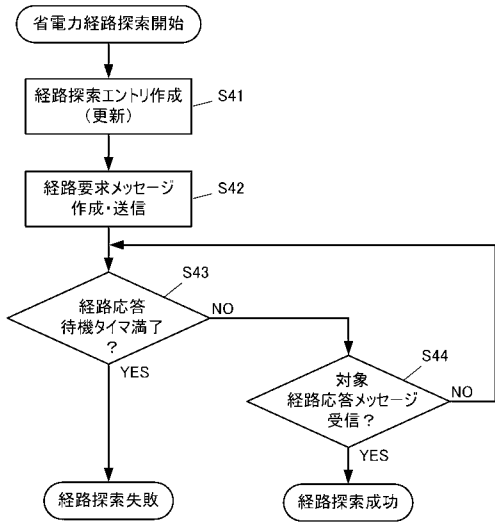 省電力経路探索開始
経路探索エントリ作成
(更新)
S41
経路要求メッセージ
作成・送信
S42
S43
経路応答
待機タイマ満了
?
NO
YES
S44
対象
経路応答メッセージ
受信?
NO
YES
経路探索失敗
経路探索成功